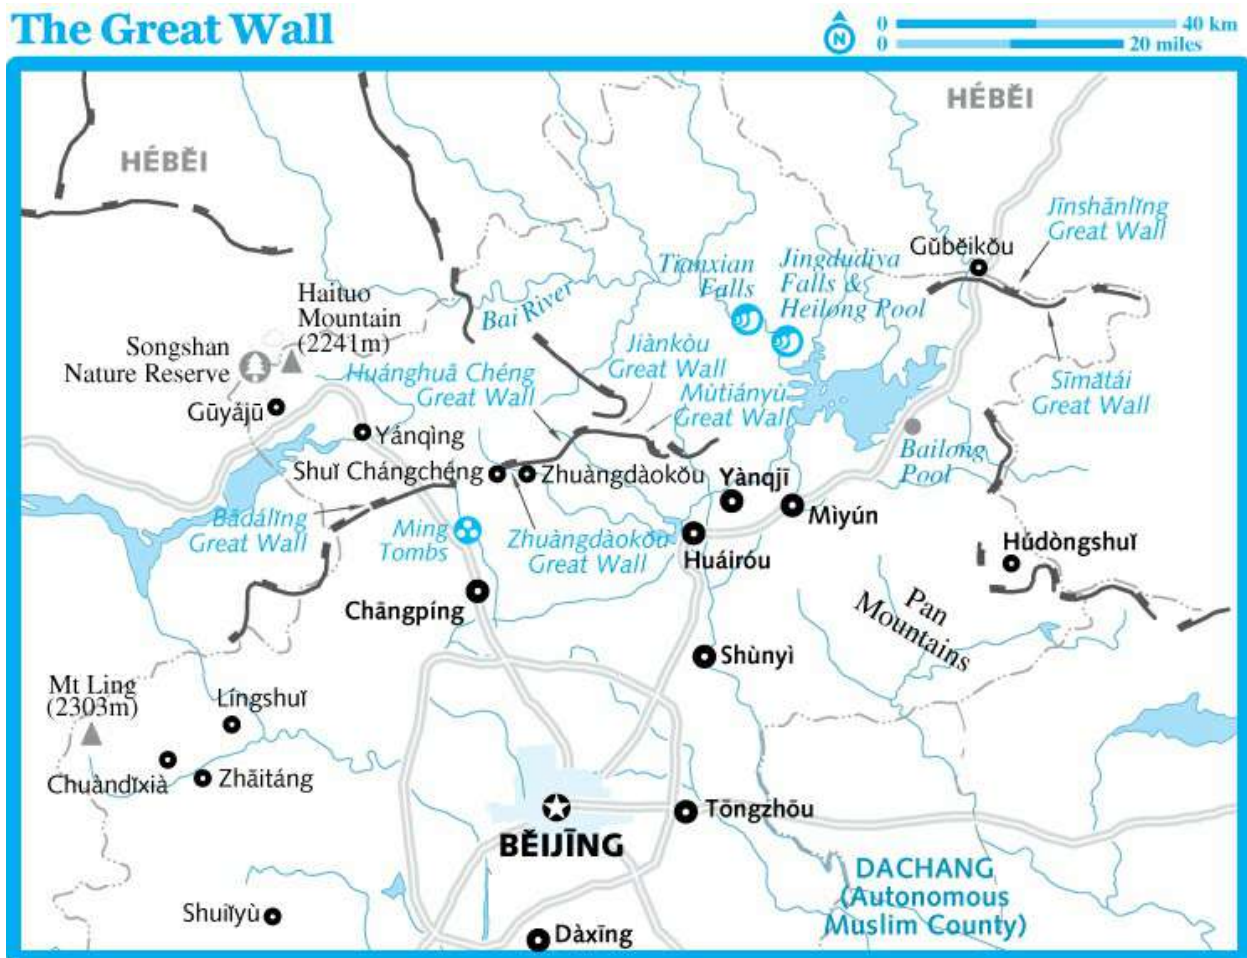 The Great Wall
N
0 40 km
0 20 miles
HÉBĚI
HÉBĚI
Jīnshānlǐng
Great Wall
Gǔběikǒu
Tianxian
Falls
Jingdudiya
Falls &
Heilong Pool
Haituo
Mountain
(2241m)
Bai River
Songshan
Nature Reserve
Jiànkòu
Great Wall
Huánghuā Chéng
Great Wall
Mùtiányù
Great Wall
Sīmǎtái
Great Wall
Gūyájū
Yánqìng
Bailong
Pool
Shuǐ Chángchéng
Zhuàngdàokǒu
Yànqjī
Mìyún
Bādálǐng
Great Wall
Ming
Tombs
Zhuàngdàokǒu
Great Wall
Huáiróu
Húdòngshuǐ
Chāngpíng
Pan
Mountains
Shùnyì
Mt Ling
(2303m)
Língshuǐ
Chuàndǐxià
Zhāitáng
Tōngzhōu
BĚIJĪNG
DACHANG
(Autonomous
Muslim County)
Shuǐyù
Dàxīng